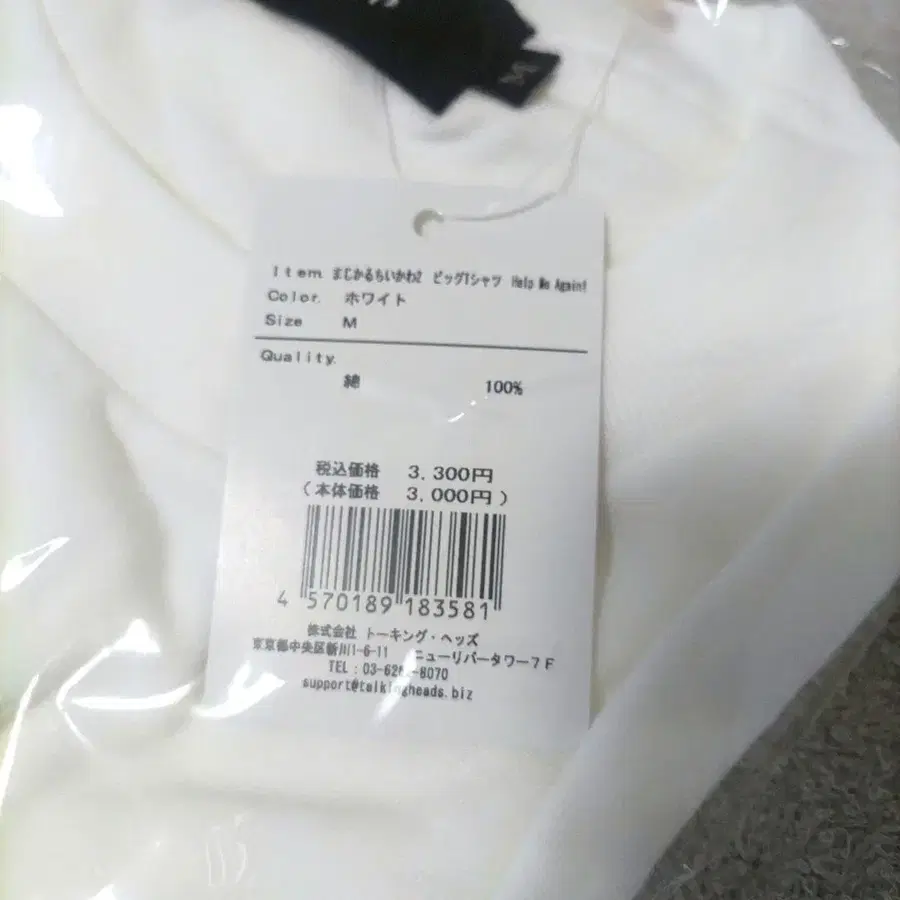 M
Item まじかるちいかわ2 ビッグTシャツ Help Me Again!
Color. ホワイト
Size M
Quality.
綿 100%
税込価格 3.300円
(本体価格 3.000円)
4 570189 183581
株式会社 トーキング・ヘッズ
東京都中央区新川1-6-11 ニューリバータワー7F
TEL:03-62 -8070
support@talkingheads.biz